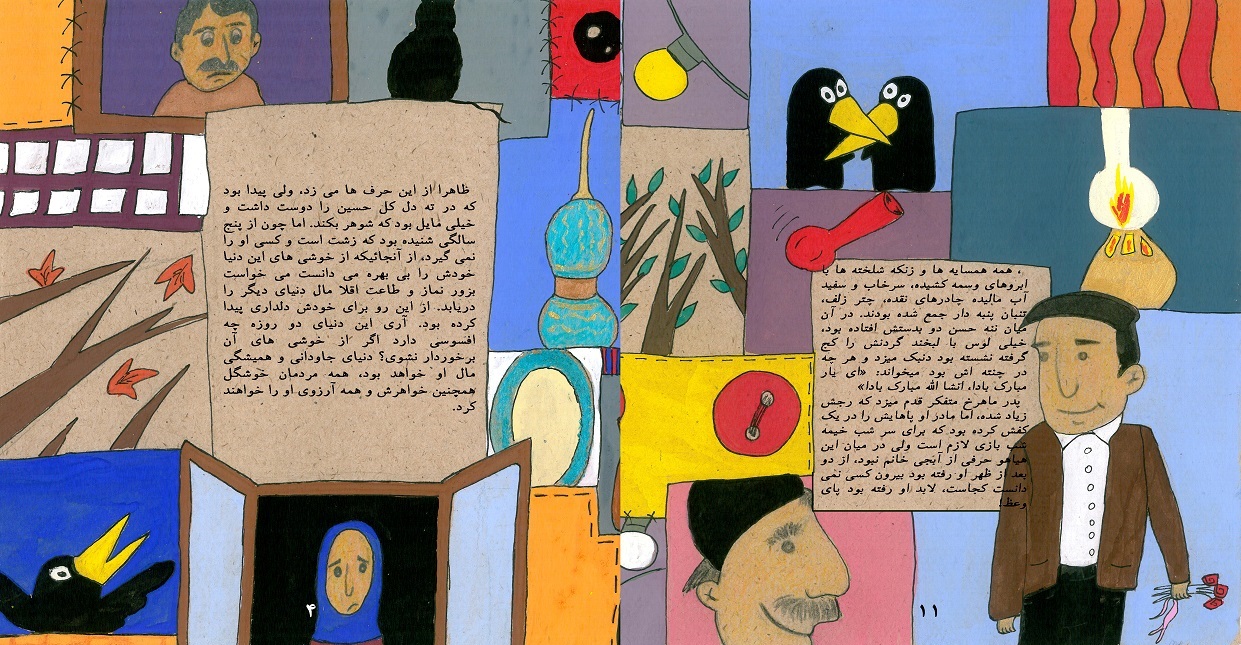 ظاهرا از این حرف ها می زد، ولی پیدا بود
که در ته دل کل حسین را دوست داشت و
خیلی مایل بود که شوهر بکند. اما چون از پنج
سالگی شنیده بود که زشت است و کسی او را
نمی گیرد، از آنجائیکه از خوشی های این دنیا
خودش را بی بهره می دانست می خواست
بزور نماز و طاعت اقلا مال دنیای دیگر را
دریابد. از این رو برای خودش دلداری پیدا
کرده بود. آری این دنیای دو روزه چه
افسوسی دارد اگر از خوشی های آن
برخوردار نشوی؟ دنیای جاودانی و همیشگی
مال او خواهد بود، همه مردمان خوشگل
همچنین خواهرش و همه آرزوی او را خواهند
کرد.
۴
، همه همسایه ها و زنکه شلخته ها با
ابروهای وسمه کشیده، سرخاب و سفید
آب مالیده چادرهای نقده، چتر زلف،
تنبان پنبه دار جمع شده بودند. در آن
میان ننه حسن دو بدستش افتاده بود،
خیلی لوس با لبخند گردنش را کج
گرفته نشسته بود دنبک میزد و هر چه
در چنته اش بود میخواند: «ای یار
مبارک بادا، انشا الله مبارک بادا»
پدر ماهرخ متفکر قدم میزد که رجش
زیاد شده، اما مادر او پاهایش را در یک
کفش کرده بود که برای سر شب خیمه
شب بازی لازم است ولی در میان این
هیاهو حرفی از آبجی خانم نبود، از دو
بعد از ظهر او رفته بود بیرون کسی نمی
دانست کجاست، لابد او رفته بود پای
وعظ!
۱۱